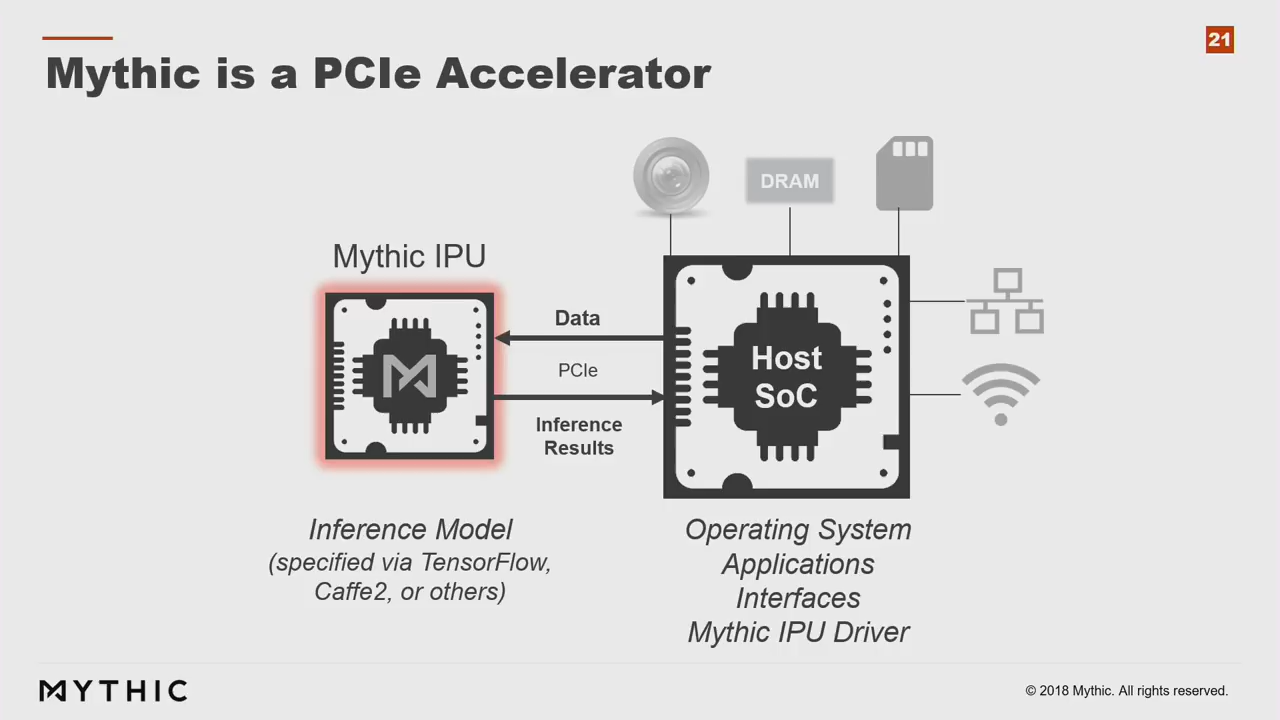 21
Mythic is a PCIe Accelerator
DRAM
Mythic IPU
Data
PCIe
Inference
Results
Host
SoC
Inference Model
(specified via TensorFlow,
Caffe2, or others)
Operating System
Applications
Interfaces
Mythic IPU Driver
MYTHIC
© 2018 Mythic. All rights reserved.